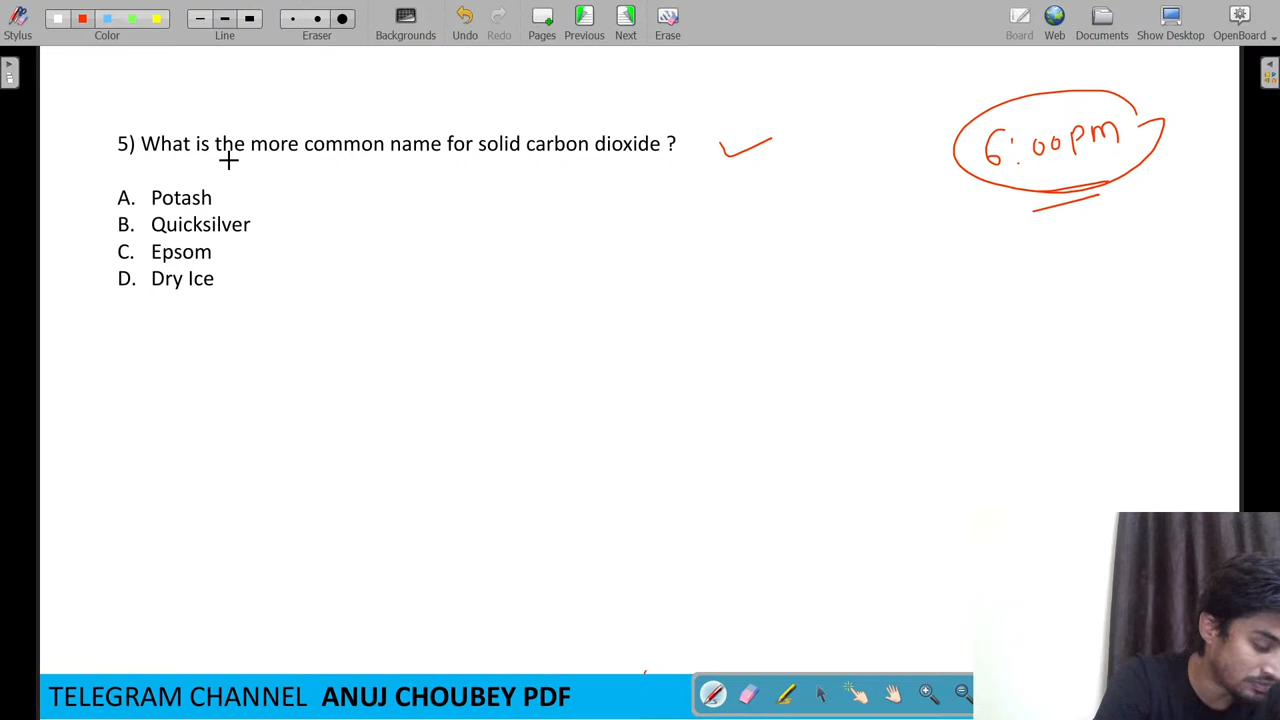 Stylus
Color
Line
Eraser
Backgrounds
Undo
Redo
Pages
Previous
Next
Erase
Board
Web
Documents
Show Desktop
OpenBoard
5) What is the more common name for solid carbon dioxide ?
6:00pm
A. Potash
B. Quicksilver
C. Epsom
D. Dry Ice
TELEGRAM CHANNEL ANUJ CHOUBEY PDF